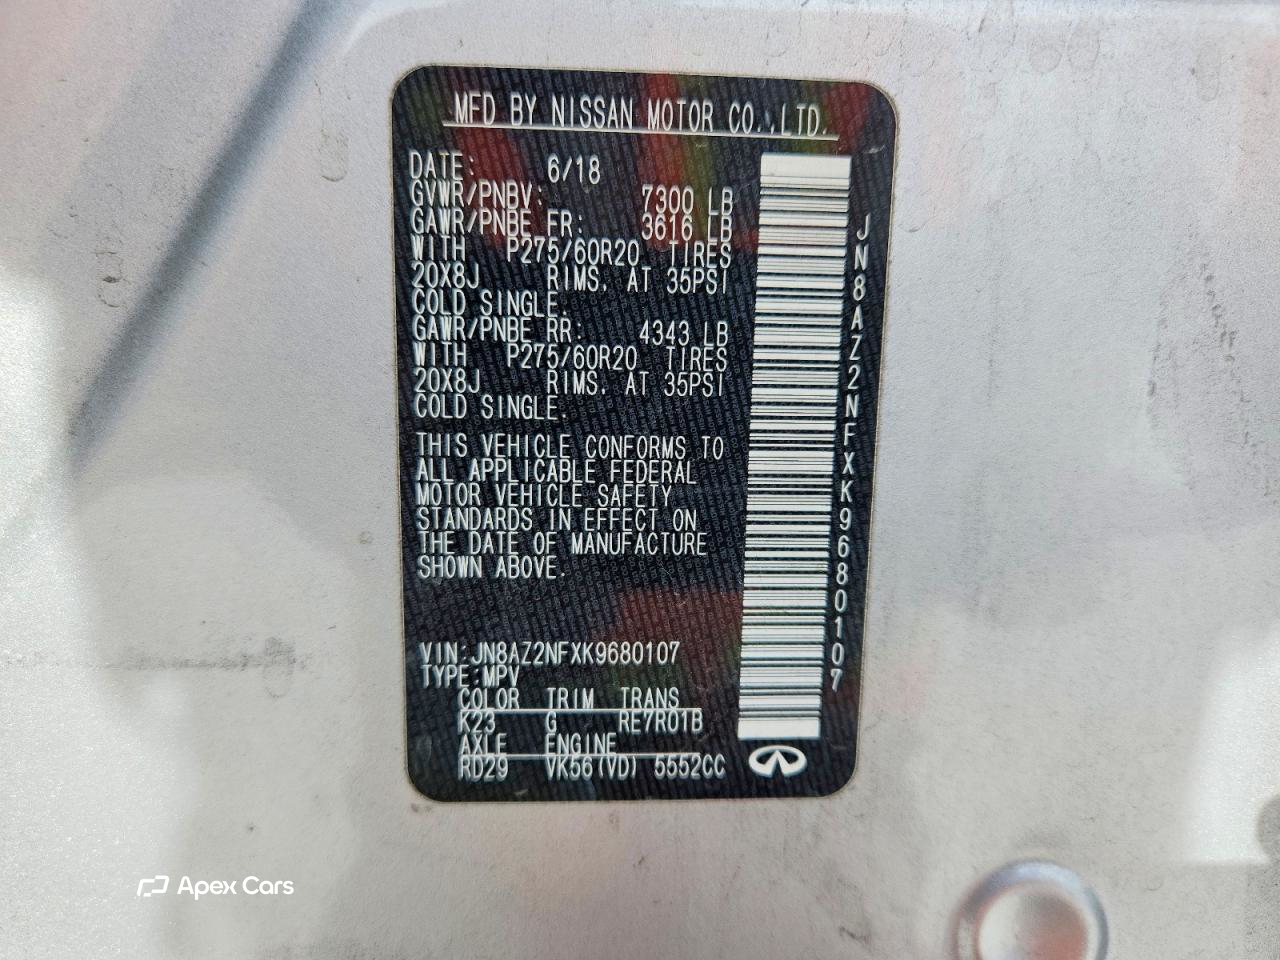 MFD BY NISSAN MOTOR CO.,LTD.
DATE: 6/18
GVWR/PNBV: 7300 LB
GAWR/PNBE FR: 3616 LB
WITH P275/60R20 TIRES
20X8J RIMS. AT 35PSI
COLD SINGLE.
GAWR/PNBE RR: 4343 LB
WITH P275/60R20 TIRES
20X8J RIMS. AT 35PSI
COLD SINGLE.
THIS VEHICLE CONFORMS TO
ALL APPLICABLE FEDERAL
MOTOR VEHICLE SAFETY
STANDARDS IN EFFECT ON
THE DATE OF MANUFACTURE
SHOWN ABOVE.
VIN:JN8AZ2NFXK9680107
TYPE:MPV
COLOR TRIM TRANS
K23 G RE7R01B
AXLE ENGINE
RD29 VK56(VD) 5552CC
JN8AZ2NFXK9680107
Apex Cars